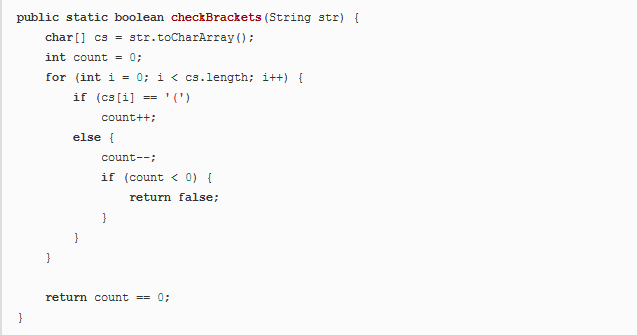 public static boolean checkBrackets(String str) {
    char[] cs = str.toCharArray();
    int count = 0;
    for (int i = 0; i < cs.length; i++) {
        if (cs[i] == '(')
            count++;
        else {
            count--;
            if (count < 0) {
                return false;
            }
        }
    }

    return count == 0;
}